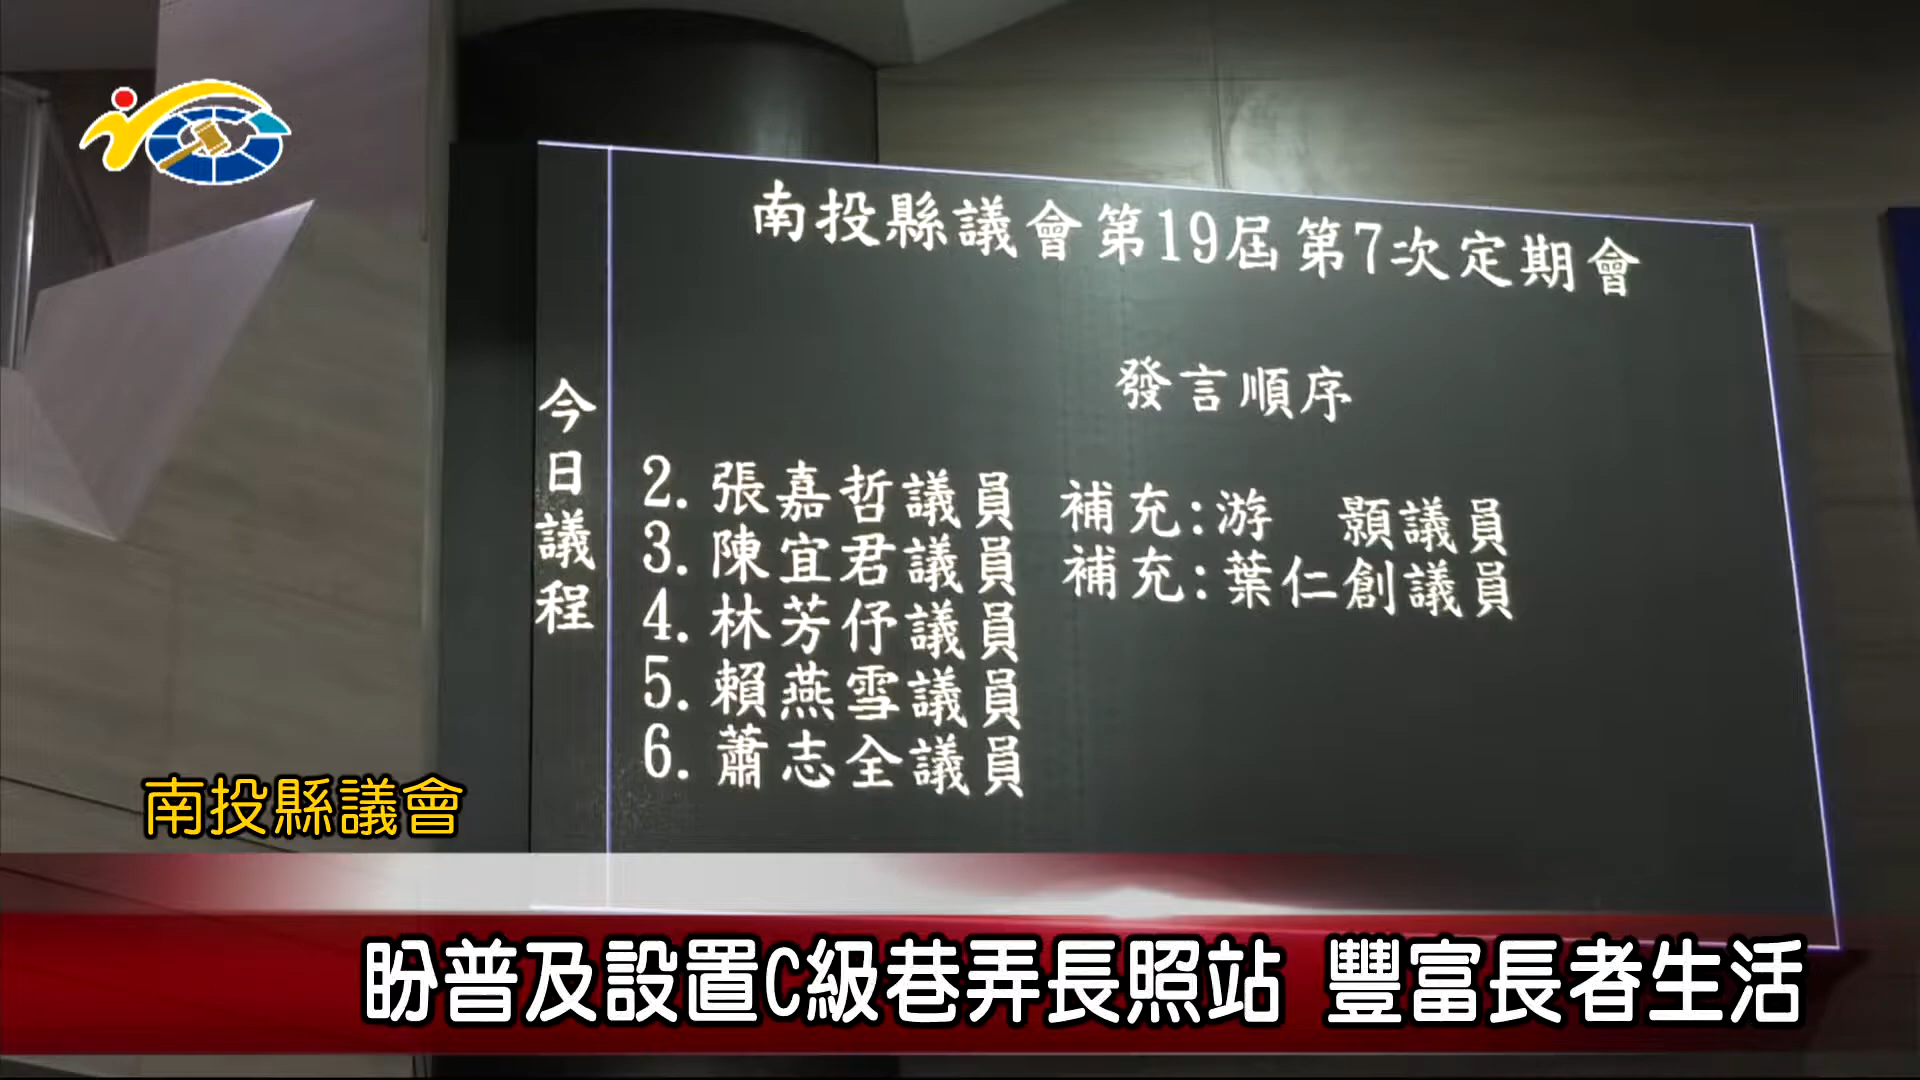 南投縣議會第19屆第7次定期會
發言順序
今日議程
2.張嘉哲議員 補充:游 顥議員
3.陳宜君議員 補充:葉仁創議員
4.林芳伃議員
5.賴燕雪議員
6.蕭志全議員
南投縣議會
盼普及設置C級巷弄長照站 豐富長者生活